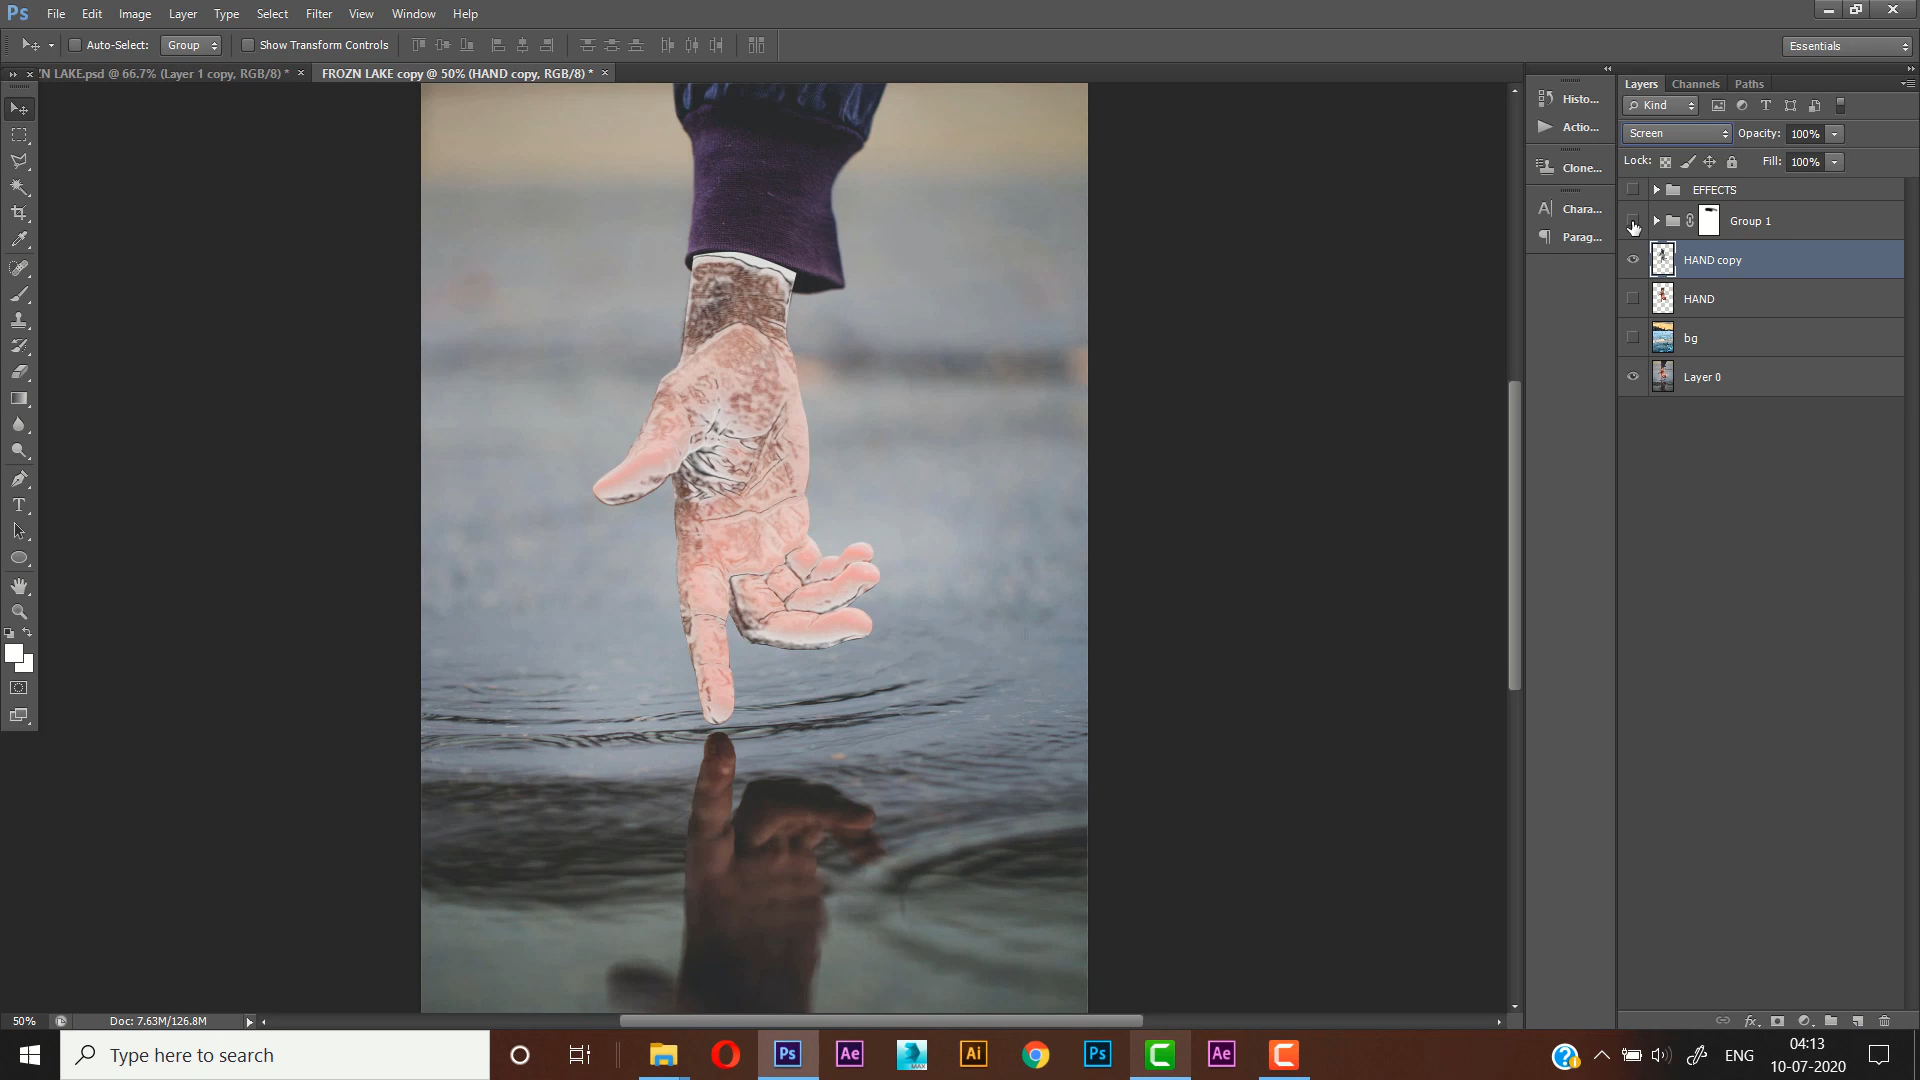 Ps File Edit Image Layer Type Select Filter View Window Help
Auto-Select: Group Show Transform Controls Essentials
ZN LAKE.psd @ 66.7% (Layer 1 copy, RGB/8) * × FROZN LAKE copy @ 50% (HAND copy, RGB/8) * ×
Layers Channels Paths
Histo...
Kind
Actio...
Screen Opacity: 100%
Lock: Fill: 100%
Clone...
EFFECTS
Chara...
Group 1
Parag...
HAND copy
HAND
bg
Layer 0
50% Doc: 7.63M/126.8M
fx
Type here to search
Ps Ae MAX Ai Ps Ae
ENG
04:13
10-07-2020